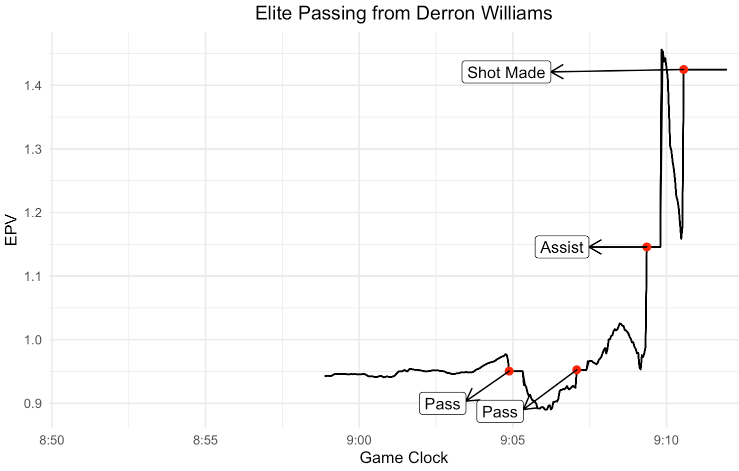 Elite Passing from Derron Williams
EPV
1.4
1.3
1.2
1.1
1.0
0.9
Shot Made
Assist
Pass
Pass
8:50
8:55
9:00
9:05
9:10
Game Clock